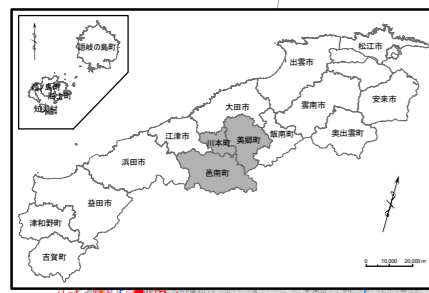 隠岐の島町
海士町
知夫村
松江市
出雲市
安来市
大田市
雲南市
飯南町
奥出雲町
江津市
川本町
美郷町
浜田市
邑南町
益田市
津和野町
吉賀町
0 10,000 20,000 m